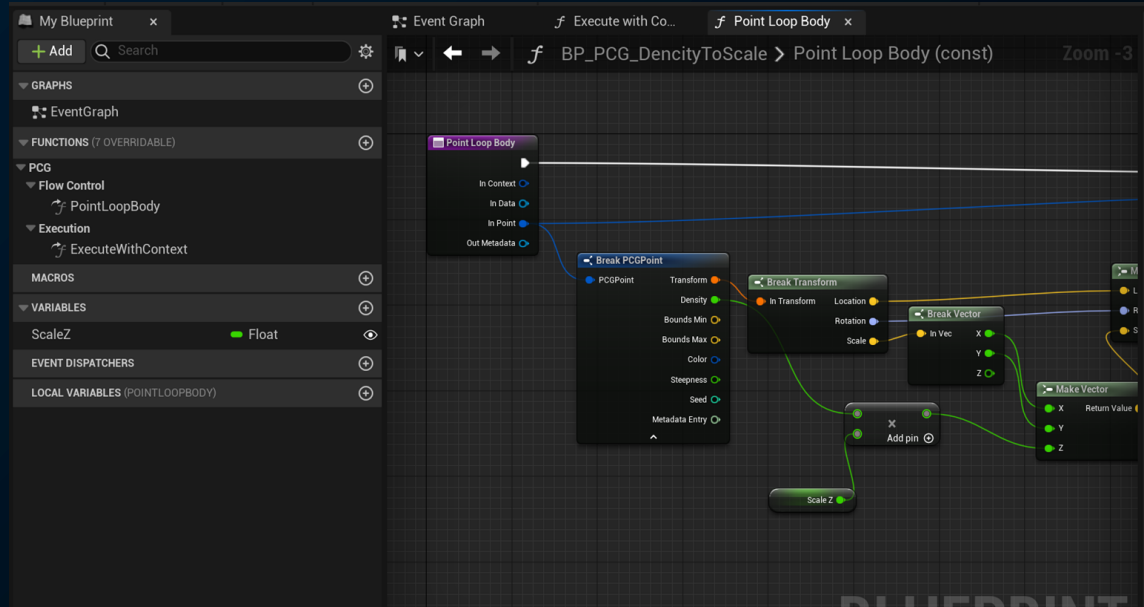 My Blueprint
Event Graph
Execute with Co...
Point Loop Body
Add
Search
BP_PCG_DencityToScale > Point Loop Body (const)
Zoom -3
GRAPHS
EventGraph
FUNCTIONS (7 OVERRIDABLE)
PCG
Flow Control
PointLoopBody
Execution
ExecuteWithContext
MACROS
VARIABLES
ScaleZ
Float
EVENT DISPATCHERS
LOCAL VARIABLES (POINTLOOPBODY)
Point Loop Body
In Context
In Data
In Point
Out Metadata
Break PCGPoint
PCGPoint
Transform
Density
Bounds Min
Bounds Max
Color
Steepness
Seed
Metadata Entry
Break Transform
In Transform
Location
Rotation
Scale
Break Vector
In Vec
X
Y
Z
Add pin
Scale Z
Make Vector
X
Return Value
Y
Z
M
L
R
S
BLUEPRINT